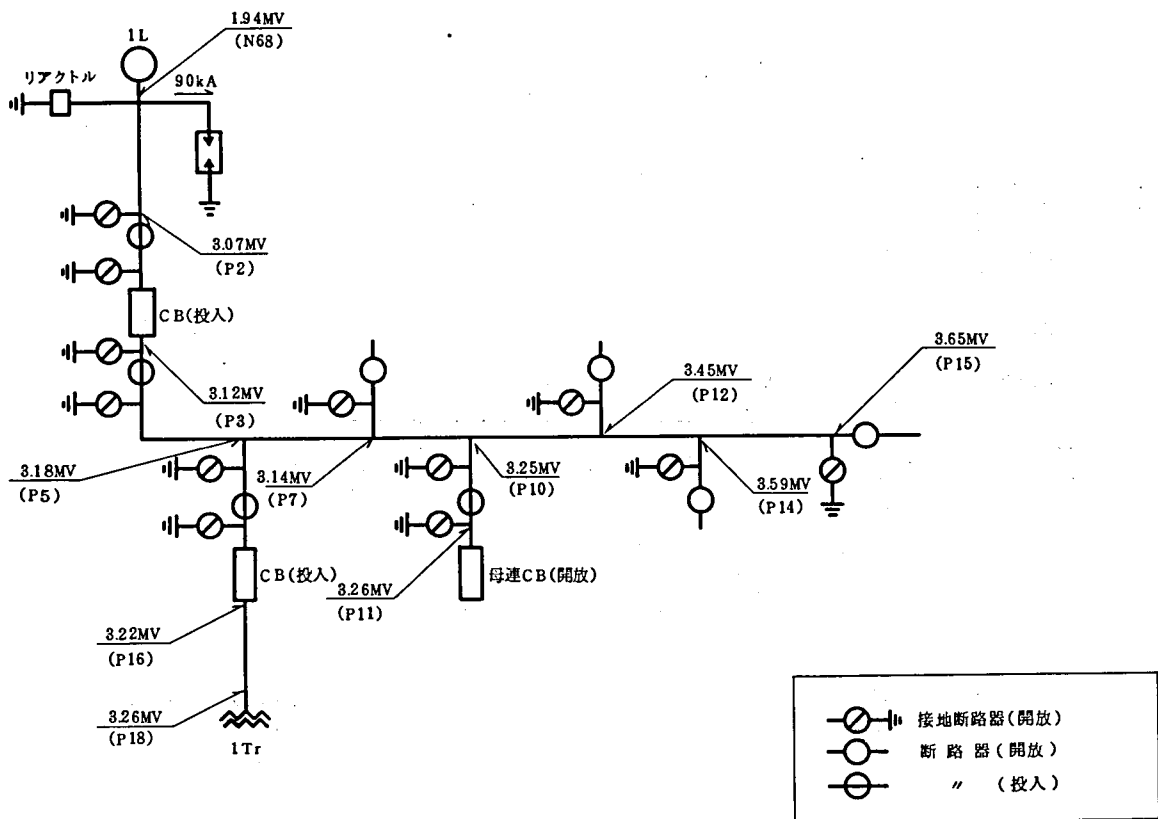 1L
1.94MV
(N68)
リアクトル
90kA
3.07MV
(P2)
CB(投入)
3.12MV
(P3)
3.18MV
(P5)
3.14MV
(P7)
3.25MV
(P10)
3.45MV
(P12)
3.65MV
(P15)
3.59MV
(P14)
CB(投入)
母連CB(開放)
3.26MV
(P11)
3.22MV
(P16)
3.26MV
(P18)
1Tr
接地断路器(開放)
断路器(開放)
〃 (投入)